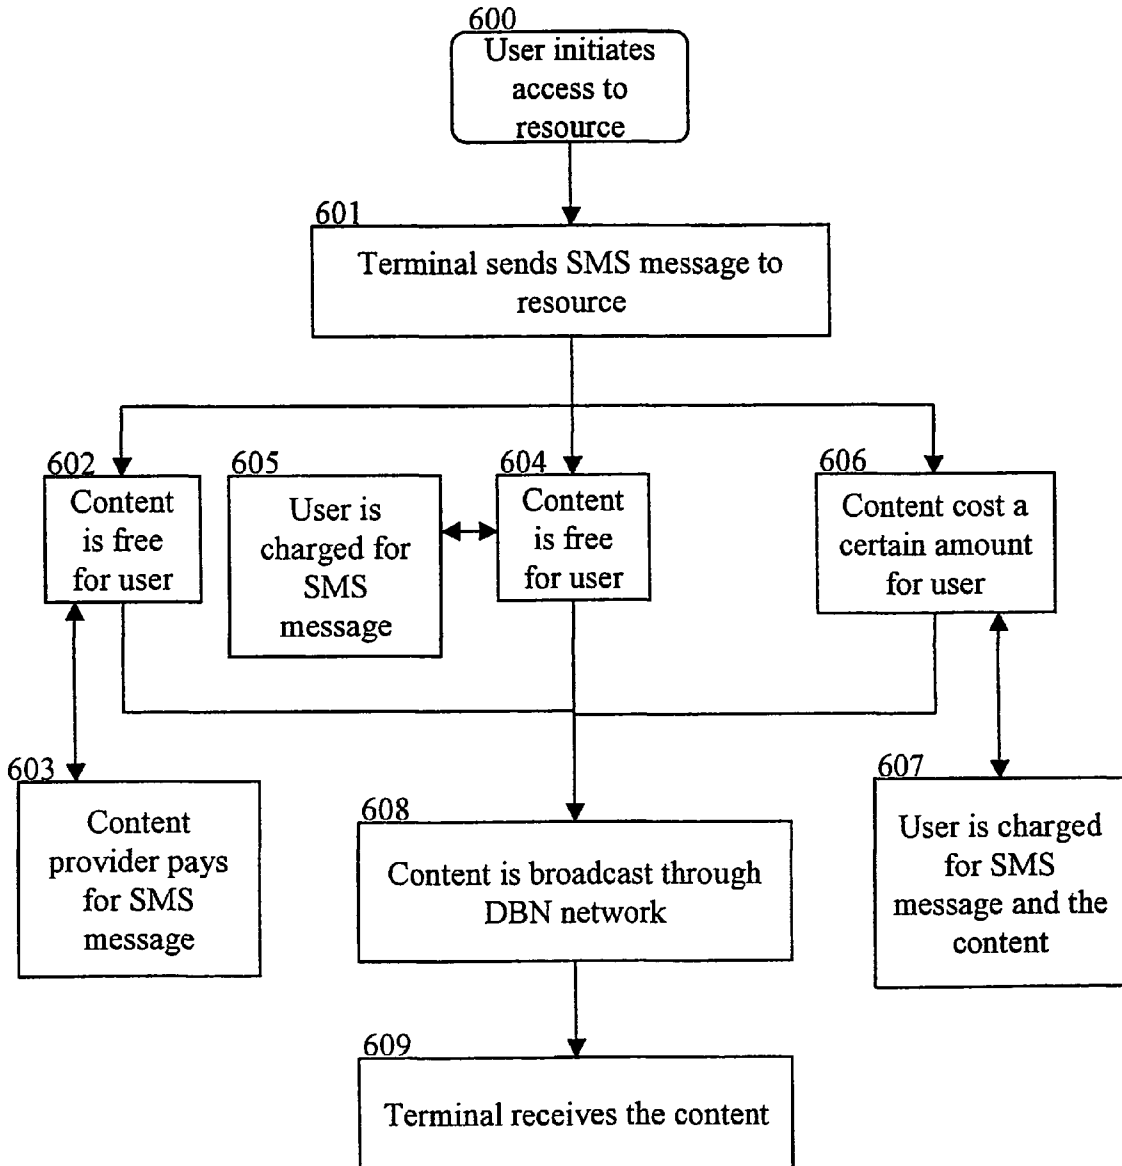 600
User initiates
access to
resource
601
Terminal sends SMS message to
resource
602
Content
is free
for user
605
User is
charged for
SMS
message
604
Content
is free
for user
606
Content cost a
certain amount
for user
603
Content
provider pays
for SMS
message
608
Content is broadcast through
DBN network
607
User is charged
for SMS
message and the
content
609
Terminal receives the content